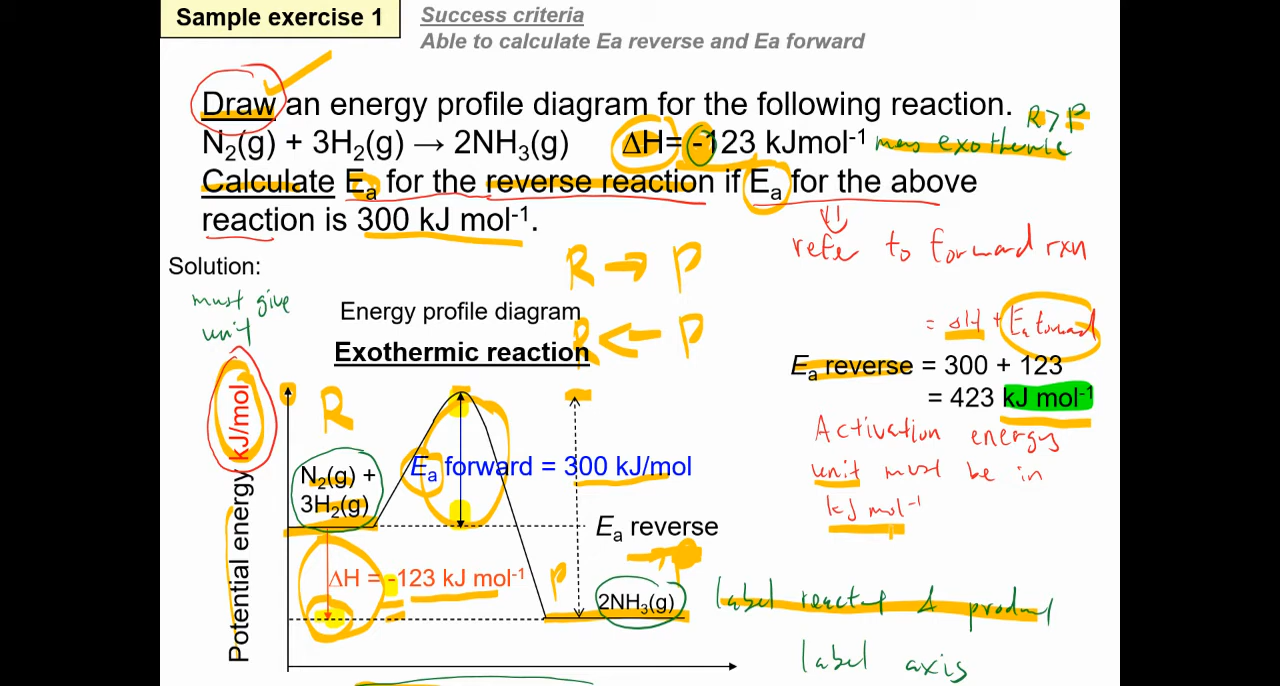 Sample exercise 1
Success criteria
Able to calculate Ea reverse and Ea forward
Draw an energy profile diagram for the following reaction.
R > P
N₂(g) + 3H₂(g) → 2NH₃(g) ΔH= -123 kJmol⁻¹ means exothermic
Calculate Eₐ for the reverse reaction if Eₐ for the above
reaction is 300 kJ mol⁻¹.
refer to forward rxn
Solution:
must give
unit
R → P
R ← P
Energy profile diagram
Exothermic reaction
= ΔH + Ea forward
Eₐ reverse = 300 + 123
= 423 kJ mol⁻¹
Activation energy
unit must be in
kJ mol⁻¹
Potential energy kJ/mol
R
N₂(g) +
3H₂(g)
Eₐ forward = 300 kJ/mol
Eₐ reverse
ΔH = -123 kJ mol⁻¹
P
2NH₃(g)
label reactant & product
label axis